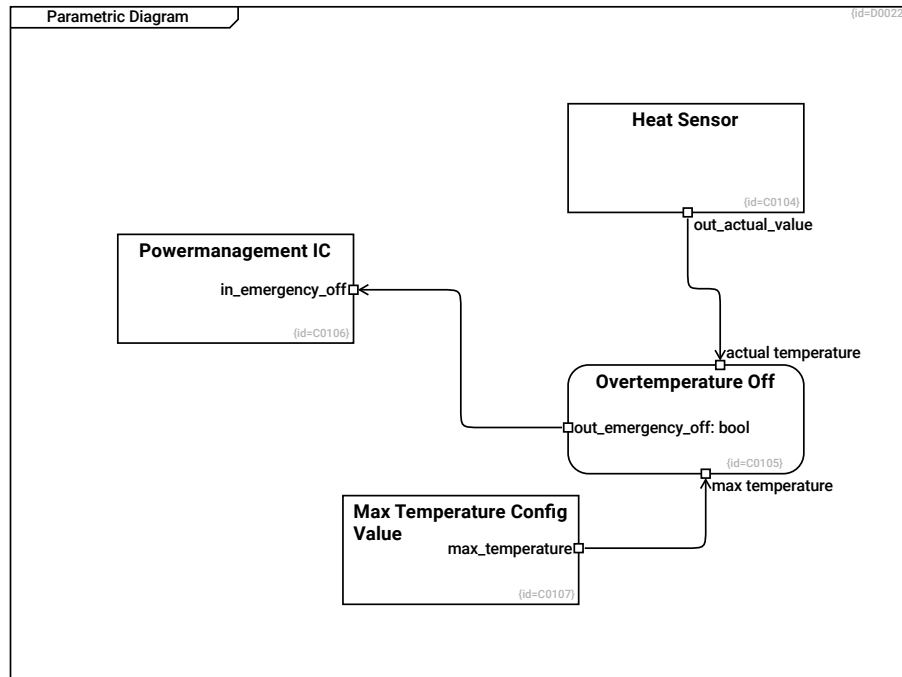 Parametric Diagram
{id=D0022
Heat Sensor
{id=C0104}
out_actual_value
Powermanagement IC
in_emergency_off
{id=C0106}
actual temperature
Overtemperature Off
out_emergency_off: bool
{id=C0105}
max temperature
Max Temperature Config
Value
max_temperature
{id=C0107}